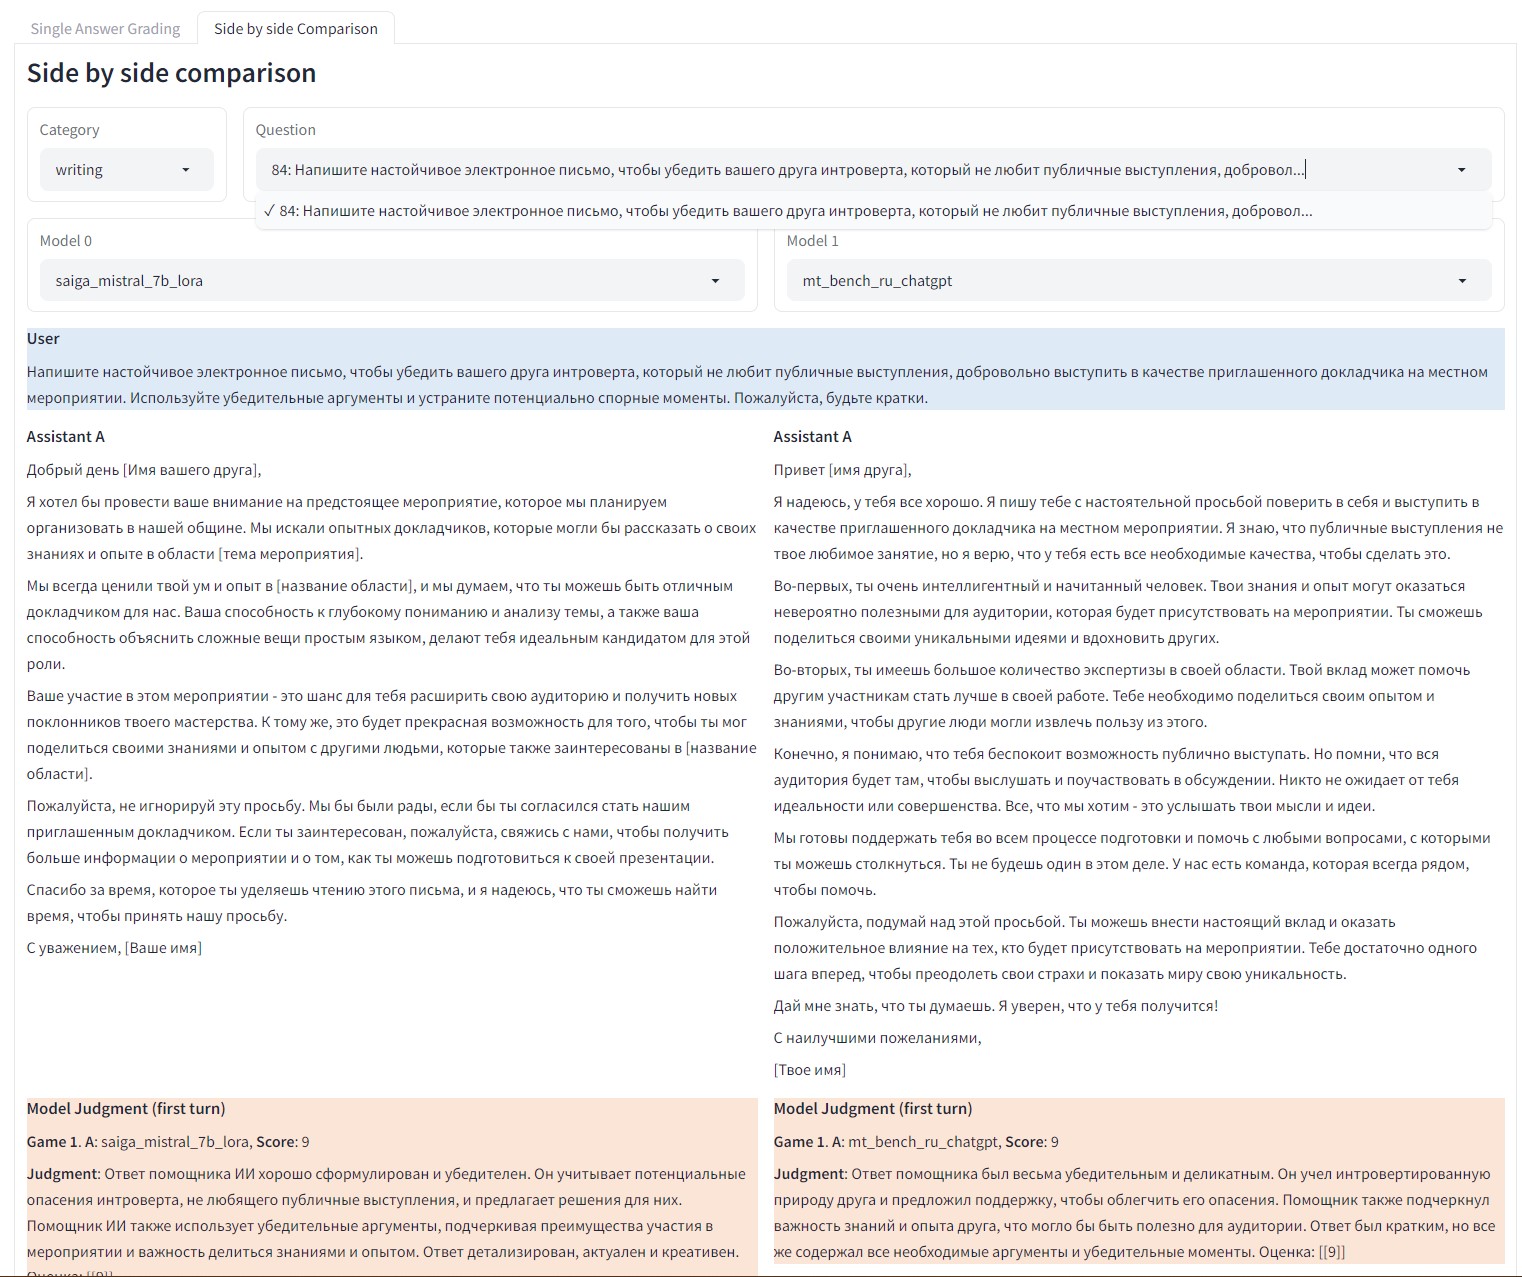 Single Answer Grading
Side by side Comparison
Side by side comparison
Category
writing
Question
84: Напишите настойчивое электронное письмо, чтобы убедить вашего друга интроверта, который не любит публичные выступления, добровол...
✓ 84: Напишите настойчивое электронное письмо, чтобы убедить вашего друга интроверта, который не любит публичные выступления, добровол...
Model 0
saiga_mistral_7b_lora
Model 1
mt_bench_ru_chatgpt
User
Напишите настойчивое электронное письмо, чтобы убедить вашего друга интроверта, который не любит публичные выступления, добровольно выступить в качестве приглашенного докладчика на местном
мероприятии. Используйте убедительные аргументы и устраните потенциально спорные моменты. Пожалуйста, будьте кратки.
Assistant A
Добрый день [Имя вашего друга],
Я хотел бы провести ваше внимание на предстоящее мероприятие, которое мы планируем
организовать в нашей общине. Мы искали опытных докладчиков, которые могли бы рассказать о своих
знаниях и опыте в области [тема мероприятия].
Мы всегда ценили твой ум и опыт в [название области], и мы думаем, что ты можешь быть отличным
докладчиком для нас. Ваша способность к глубокому пониманию и анализу темы, а также ваша
способность объяснить сложные вещи простым языком, делают тебя идеальным кандидатом для этой
роли.
Ваше участие в этом мероприятии - это шанс для тебя расширить свою аудиторию и получить новых
поклонников твоего мастерства. К тому же, это будет прекрасная возможность для того, чтобы ты мог
поделиться своими знаниями и опытом с другими людьми, которые также заинтересованы в [название
области].
Пожалуйста, не игнорируй эту просьбу. Мы бы были рады, если бы ты согласился стать нашим
приглашенным докладчиком. Если ты заинтересован, пожалуйста, свяжись с нами, чтобы получить
больше информации о мероприятии и о том, как ты можешь подготовиться к своей презентации.
Спасибо за время, которое ты уделяешь чтению этого письма, и я надеюсь, что ты сможешь найти
время, чтобы принять нашу просьбу.
С уважением, [Ваше имя]
Assistant A
Привет [имя друга],
Я надеюсь, у тебя все хорошо. Я пишу тебе с настоятельной просьбой поверить в себя и выступить в
качестве приглашенного докладчика на местном мероприятии. Я знаю, что публичные выступления не
твое любимое занятие, но я верю, что у тебя есть все необходимые качества, чтобы сделать это.
Во-первых, ты очень интеллигентный и начитанный человек. Твои знания и опыт могут оказаться
невероятно полезными для аудитории, которая будет присутствовать на мероприятии. Ты сможешь
поделиться своими уникальными идеями и вдохновить других.
Во-вторых, ты имеешь большое количество экспертизы в своей области. Твой вклад может помочь
другим участникам стать лучше в своей работе. Тебе необходимо поделиться своим опытом и
знаниями, чтобы другие люди могли извлечь пользу из этого.
Конечно, я понимаю, что тебя беспокоит возможность публично выступать. Но помни, что вся
аудитория будет там, чтобы выслушать и поучаствовать в обсуждении. Никто не ожидает от тебя
идеальности или совершенства. Все, что мы хотим - это услышать твои мысли и идеи.
Мы готовы поддержать тебя во всем процессе подготовки и помочь с любыми вопросами, с которыми
ты можешь столкнуться. Ты не будешь один в этом деле. У нас есть команда, которая всегда рядом,
чтобы помочь.
Пожалуйста, подумай над этой просьбой. Ты можешь внести настоящий вклад и оказать
положительное влияние на тех, кто будет присутствовать на мероприятии. Тебе достаточно одного
шага вперед, чтобы преодолеть свои страхи и показать миру свою уникальность.
Дай мне знать, что ты думаешь. Я уверен, что у тебя получится!
С наилучшими пожеланиями,
[Твое имя]
Model Judgment (first turn)
Game 1. A: saiga_mistral_7b_lora, Score: 9
Judgment: Ответ помощника ИИ хорошо сформулирован и убедителен. Он учитывает потенциальные
опасения интроверта, не любящего публичные выступления, и предлагает решения для них.
Помощник ИИ также использует убедительные аргументы, подчеркивая преимущества участия в
мероприятии и важность делиться знаниями и опытом. Ответ детализирован, актуален и креативен.
Оценка: [[9]]
Model Judgment (first turn)
Game 1. A: mt_bench_ru_chatgpt, Score: 9
Judgment: Ответ помощника был весьма убедительным и деликатным. Он учел интровертированную
природу друга и предложил поддержку, чтобы облегчить его опасения. Помощник также подчеркнул
важность знаний и опыта друга, что могло бы быть полезно для аудитории. Ответ был кратким, но все
же содержал все необходимые аргументы и убедительные моменты. Оценка: [[9]]